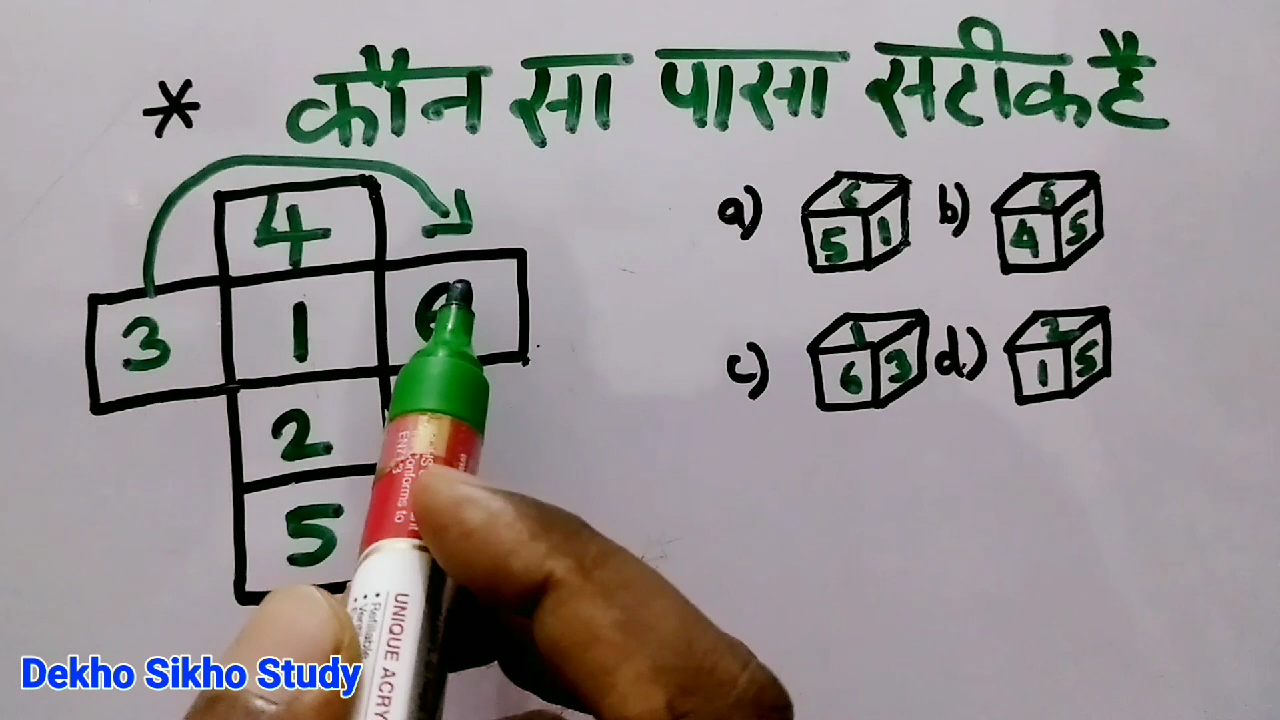 * कौन सा पासा सटीक है
4
3 1 6
2
5
a) 6 5 1 b) 6 4 5
c) 1 6 3 d) 2 1 5
UNIQUE ACRY
• Refillable
Dekho Sikho Study